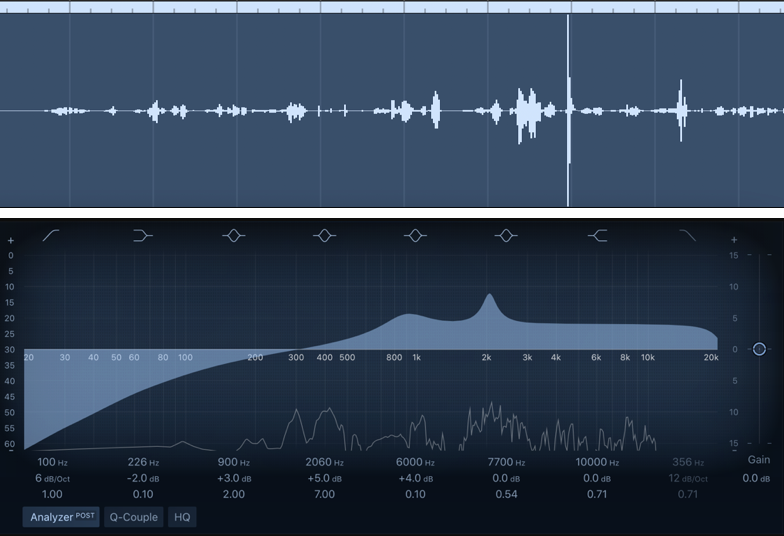 + +
0 15
5
10 10
15
20 5
25
30 20 30 40 50 60 80 100 200 300 400 500 800 1k 2k 3k 4k 6k 8k 10k 20k 0
35
40 5
45
50 10
55
60 15
100 Hz 226 Hz 900 Hz 2060 Hz 6000 Hz 7700 Hz 10000 Hz 356 Hz Gain
6 dB/Oct -2.0 dB +3.0 dB +5.0 dB +4.0 dB 0.0 dB 0.0 dB 12 dB/Oct 0.0 dB
1.00 0.10 2.00 7.00 0.10 0.54 0.71 0.71
Analyzer POST Q-Couple HQ